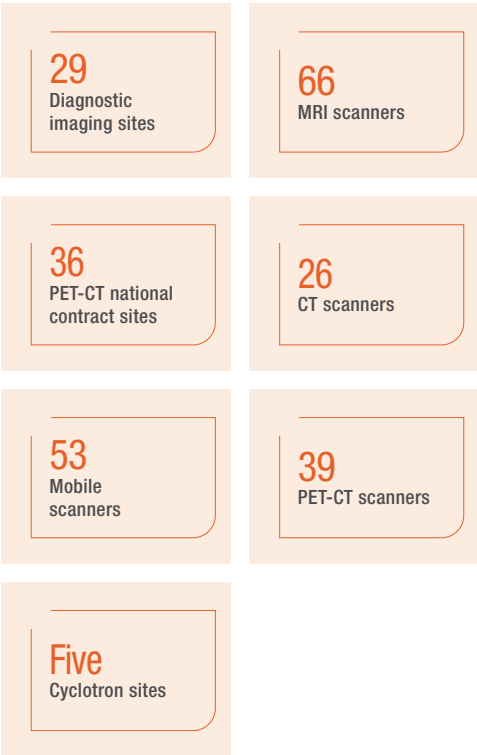 29
Diagnostic
imaging sites
66
MRI scanners
36
PET-CT national
contract sites
26
CT scanners
53
Mobile
scanners
39
PET-CT scanners
Five
Cyclotron sites